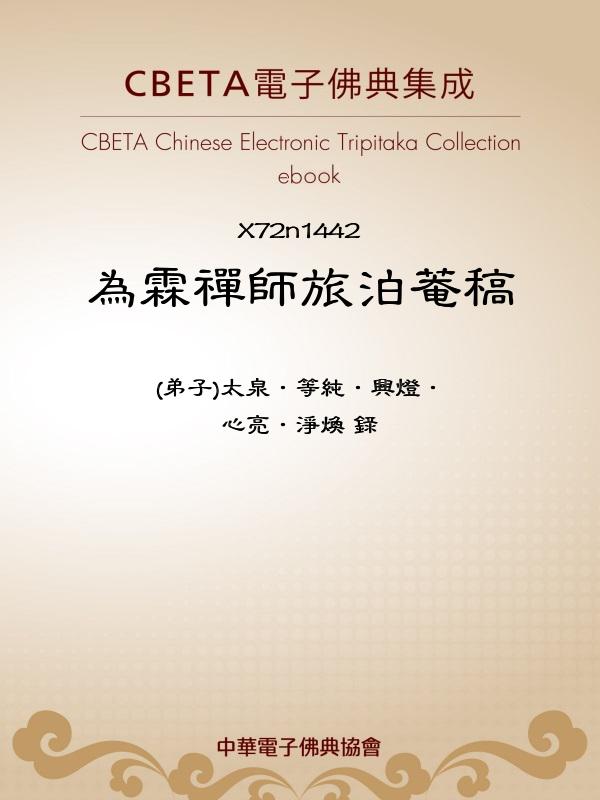 CBETA電子佛典集成
CBETA Chinese Electronic Tripitaka Collection
ebook
X72n1442
為霖禪師旅泊菴稿
(弟子)太泉．等純．興燈．
心亮．淨煥 錄
中華電子佛典協會